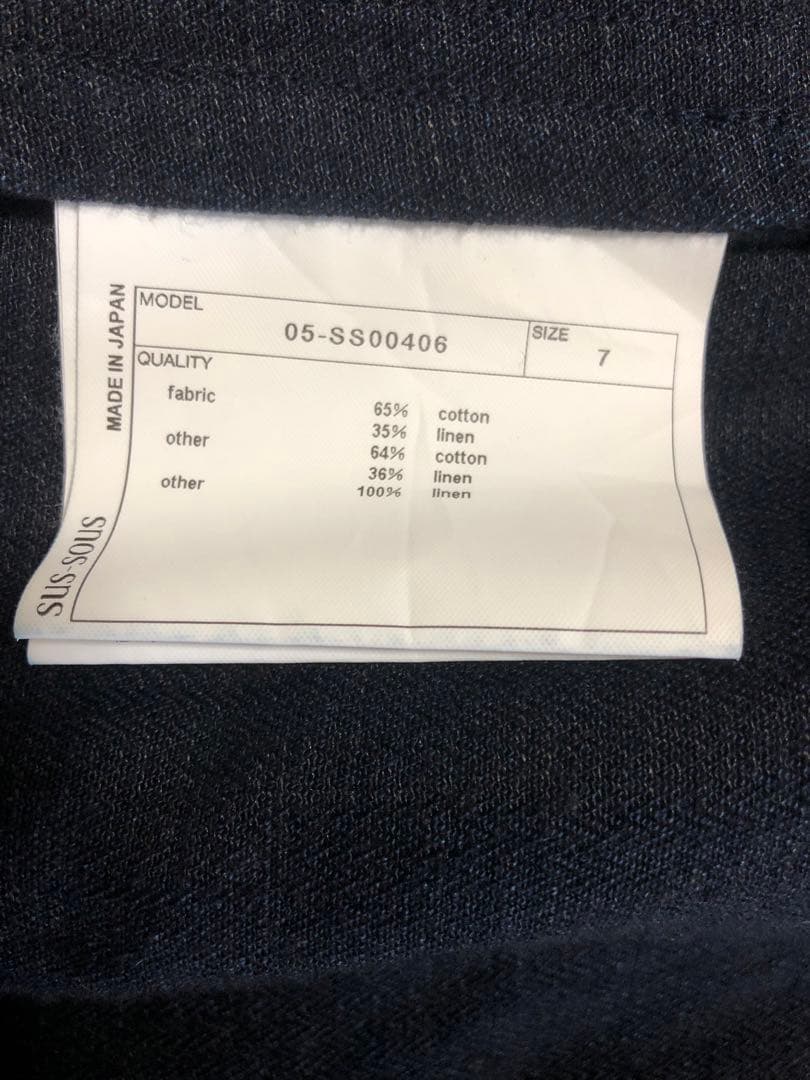 MADE IN JAPAN
sus-sous
MODEL
05-SS00406
SIZE
7
QUALITY
fabric
65% cotton
35% linen
other
64% cotton
36% linen
other
100% linen